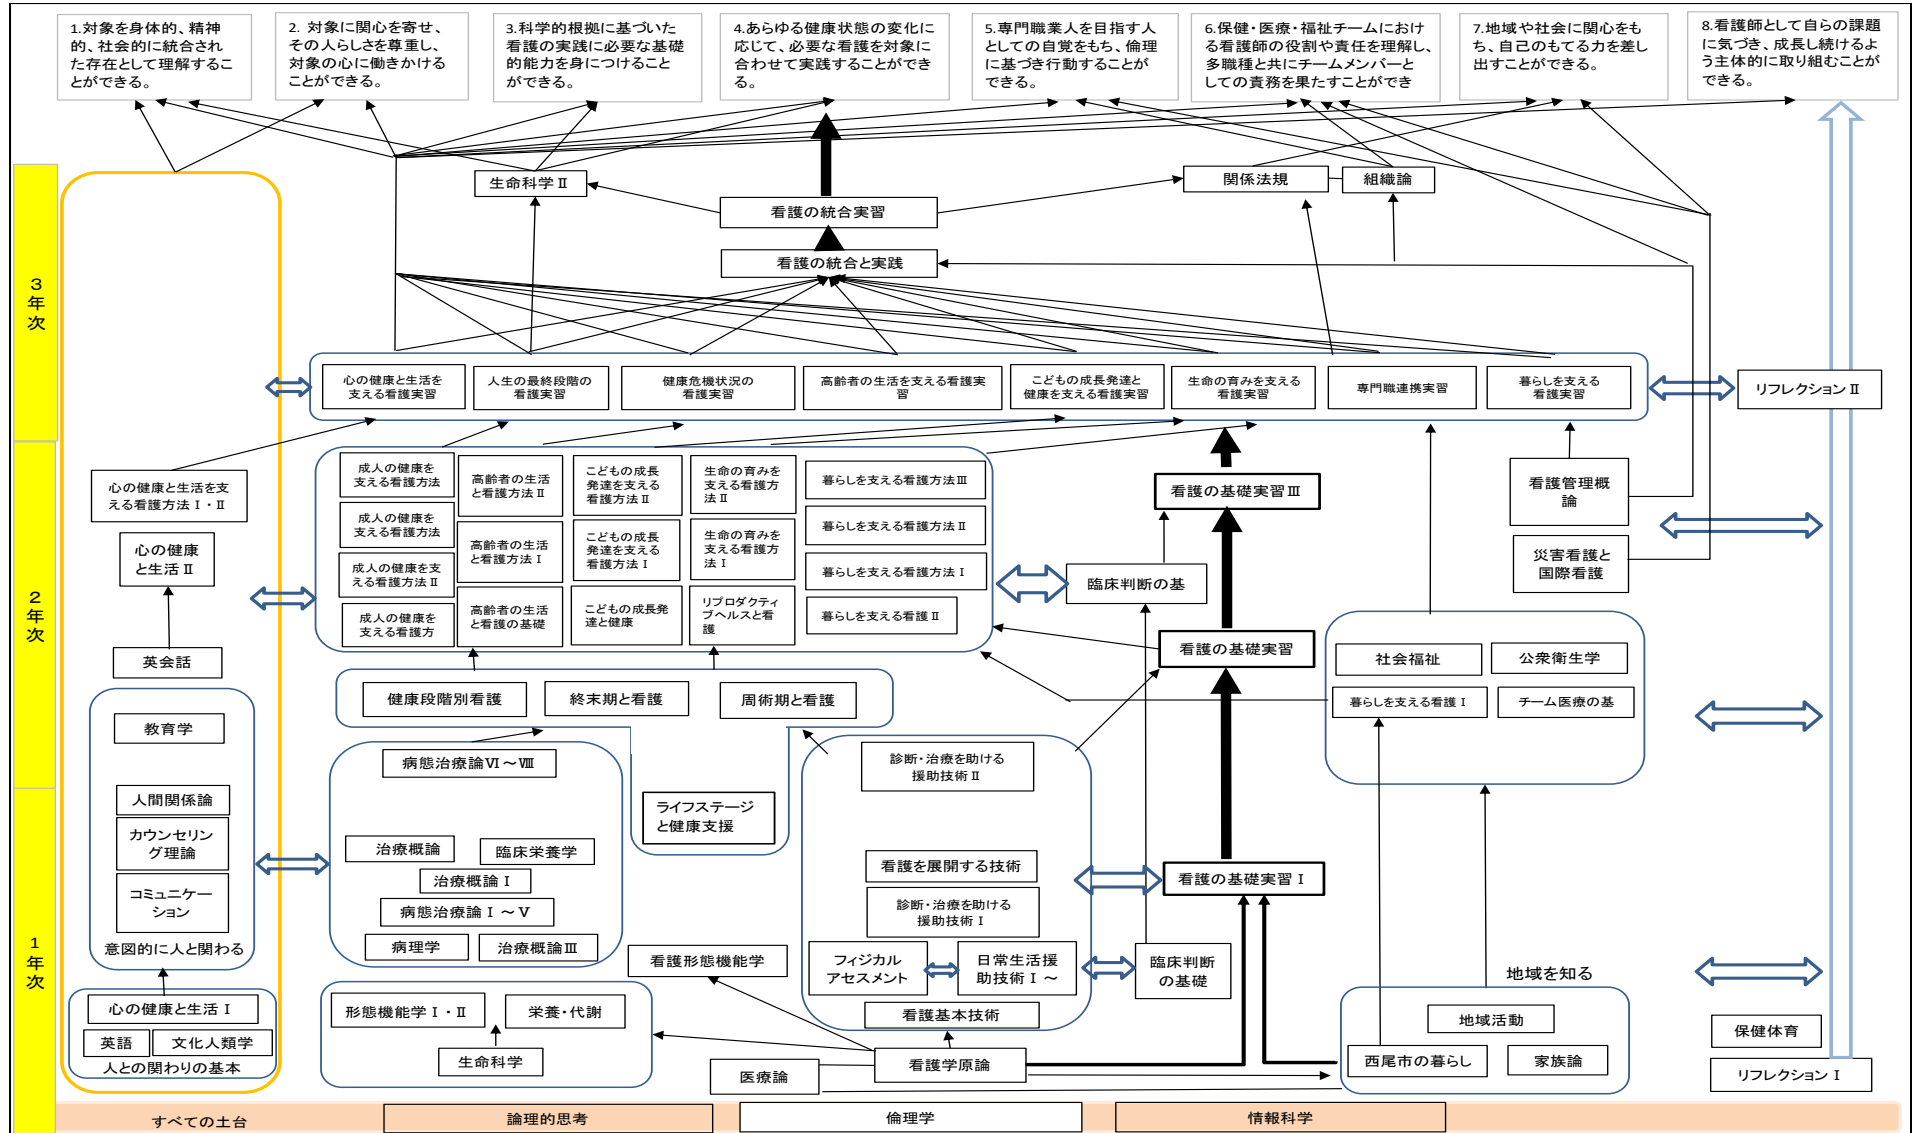 1.対象を身体的、精神
的、社会的に統合され
た存在として理解するこ
とができる。
2. 対象に関心を寄せ、
その人らしさを尊重し、
対象の心に働きかける
ことができる。
3.科学的根拠に基づいた
看護の実践に必要な基礎
的能力を身につけること
ができる。
4.あらゆる健康状態の変化に
応じて、必要な看護を対象に
合わせて実践することができ
る。
5.専門職業人を目指す人
としての自覚をもち、倫理
に基づき行動することが
できる。
6.保健・医療・福祉チームにおけ
る看護師の役割や責任を理解し、
多職種と共にチームメンバーと
しての責務を果たすことができ
7.地域や社会に関心をも
ち、自己のもてる力を差し
出すことができる。
8.看護師として自らの課題
に気づき、成長し続けるよ
う主体的に取り組むことが
できる。
3年次
生命科学Ⅱ
関係法規
組織論
看護の統合実習
看護の統合と実践
心の健康と生活を
支える看護実習
人生の最終段階の
看護実習
健康危機状況の
看護実習
高齢者の生活を支える看護実
習
こどもの成長発達と
健康を支える看護実習
生命の育みを支える
看護実習
専門職連携実習
暮らしを支える
看護実習
リフレクションⅡ
2年次
心の健康と生活を支
える看護方法Ⅰ・Ⅱ
心の健康
と生活Ⅱ
英会話
成人の健康を
支える看護方法
成人の健康を
支える看護方法
成人の健康を支
える看護方法Ⅱ
成人の健康を
支える看護方
高齢者の生活
と看護方法Ⅱ
高齢者の生活
と看護方法Ⅰ
高齢者の生活
と看護の基礎
こどもの成長
発達を支える
看護方法Ⅱ
こどもの成長
発達を支える
看護方法Ⅰ
こどもの成長発
達と健康
生命の育みを
支える看護方
法Ⅱ
生命の育みを
支える看護方
法Ⅰ
リプロダクティ
ブヘルスと看
護
暮らしを支える看護方法Ⅲ
暮らしを支える看護方法Ⅱ
暮らしを支える看護方法Ⅰ
暮らしを支える看護Ⅱ
看護の基礎実習Ⅲ
臨床判断の基
看護の基礎実習
看護管理概
論
災害看護と
国際看護
社会福祉
公衆衛生学
暮らしを支える看護Ⅰ
チーム医療の基
健康段階別看護
終末期と看護
周術期と看護
教育学
病態治療論Ⅵ～Ⅷ
診断・治療を助ける
援助技術Ⅱ
1年次
人間関係論
カウンセリン
グ理論
コミュニケー
ション
意図的に人と関わる
ライフステージ
と健康支援
治療概論
臨床栄養学
治療概論Ⅰ
病態治療論Ⅰ～Ⅴ
病理学
治療概論Ⅲ
看護を展開する技術
診断・治療を助ける
援助技術Ⅰ
看護の基礎実習Ⅰ
看護形態機能学
フィジカル
アセスメント
日常生活援
助技術Ⅰ～
臨床判断
の基礎
看護基本技術
地域を知る
心の健康と生活Ⅰ
英語
文化人類学
人との関わりの基本
形態機能学Ⅰ・Ⅱ
栄養・代謝
生命科学
医療論
看護学原論
地域活動
西尾市の暮らし
家族論
保健体育
リフレクションⅠ
すべての土台
論理的思考
倫理学
情報科学